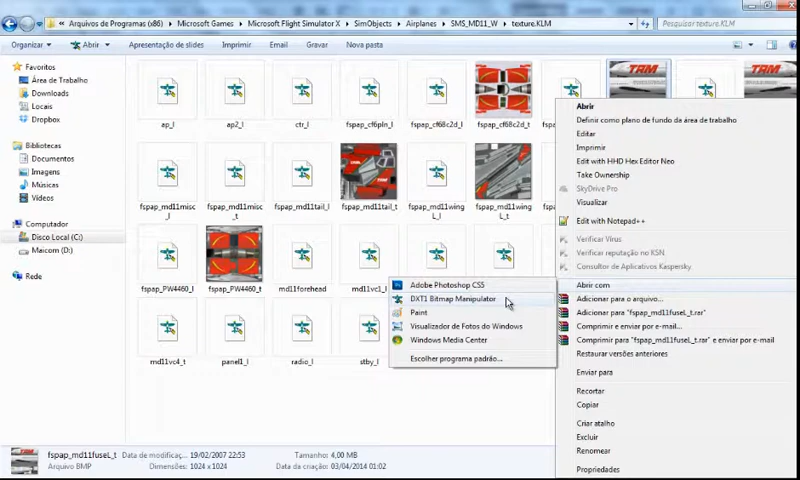 Arquivos de Programas (x86) ▸ Microsoft Games ▸ Microsoft Flight Simulator X ▸ SimObjects ▸ Airplanes ▸ SMS_MD11_W ▸ texture.KLM
Pesquisar texture.KLM
Organizar
Abrir
Apresentação de slides
Imprimir
Email
Gravar
Nova pasta
Favoritos
Área de Trabalho
Downloads
Locais
Dropbox
Bibliotecas
Documentos
Imagens
Músicas
Vídeos
Computador
Disco Local (C:)
Maicom (D:)
Rede
ap_l
ap2_l
ctr_l
fspap_cf6pln_l
fspap_cf68c2d_l
fspap_cf68c2d_t
TAM
fspap_md11misc_l
fspap_md11misc_t
fspap_md11tail_l
fspap_md11tail_t
fspap_md11wingL_l
fspap_md11wingL_t
fspap_PW4460_l
fspap_PW4460_t
md11forehead
md11vc1_l
md11vc4_t
panel1_l
radio_l
stby_l
Abrir
Definir como plano de fundo da área de trabalho
Editar
Imprimir
Edit with HHD Hex Editor Neo
Take Ownership
SkyDrive Pro
Visualizar
Edit with Notepad++
Verificar Vírus
Verificar reputação no KSN
Consultor de Aplicativos Kaspersky
Abrir com
Adicionar para o arquivo...
Adicionar para "fspap_md11fuseL_t.rar"
Comprimir e enviar por e-mail...
Comprimir para "fspap_md11fuseL_t.rar" e enviar por e-mail
Restaurar versões anteriores
Enviar para
Recortar
Copiar
Criar atalho
Excluir
Renomear
Propriedades
Adobe Photoshop CS5
DXT1 Bitmap Manipulator
Paint
Visualizador de Fotos do Windows
Windows Media Center
Escolher programa padrão...
fspap_md11fuseL_t
Arquivo BMP
Data de modificaç... 19/02/2007 22:53
Dimensões: 1024 x 1024
Tamanho: 4,00 MB
Data da criação: 03/04/2014 01:02